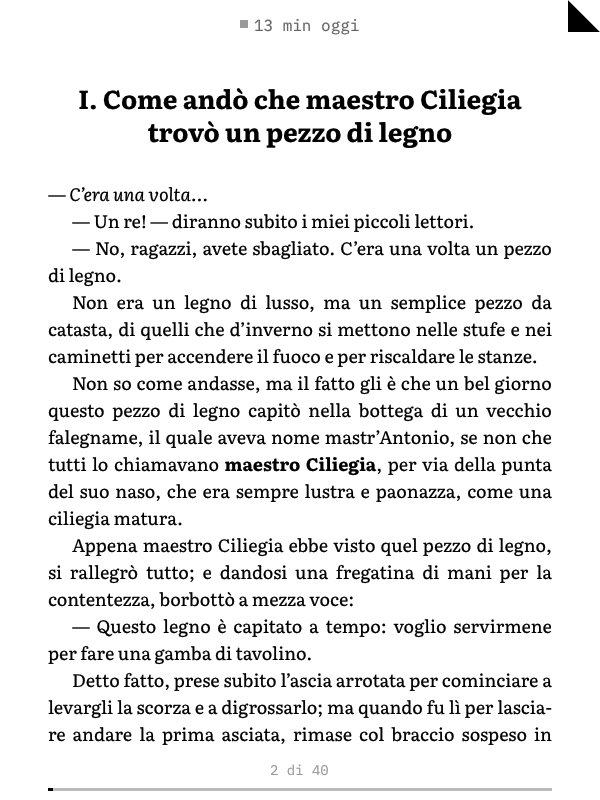 13 min oggi
I. Come andò che maestro Ciliegia
trovò un pezzo di legno
— C’era una volta...
— Un re! — diranno subito i miei piccoli lettori.
— No, ragazzi, avete sbagliato. C’era una volta un pezzo
di legno.
Non era un legno di lusso, ma un semplice pezzo da
catasta, di quelli che d’inverno si mettono nelle stufe e nei
caminetti per accendere il fuoco e per riscaldare le stanze.
Non so come andasse, ma il fatto gli è che un bel giorno
questo pezzo di legno capitò nella bottega di un vecchio
falegname, il quale aveva nome mastr’Antonio, se non che
tutti lo chiamavano maestro Ciliegia, per via della punta
del suo naso, che era sempre lustra e paonazza, come una
ciliegia matura.
Appena maestro Ciliegia ebbe visto quel pezzo di legno,
si rallegrò tutto; e dandosi una fregatina di mani per la
contentezza, borbottò a mezza voce:
— Questo legno è capitato a tempo: voglio servirmene
per fare una gamba di tavolino.
Detto fatto, prese subito l’ascia arrotata per cominciare a
levargli la scorza e a digrossarlo; ma quando fu lì per lascia-
re andare la prima asciata, rimase col braccio sospeso in
2 di 40